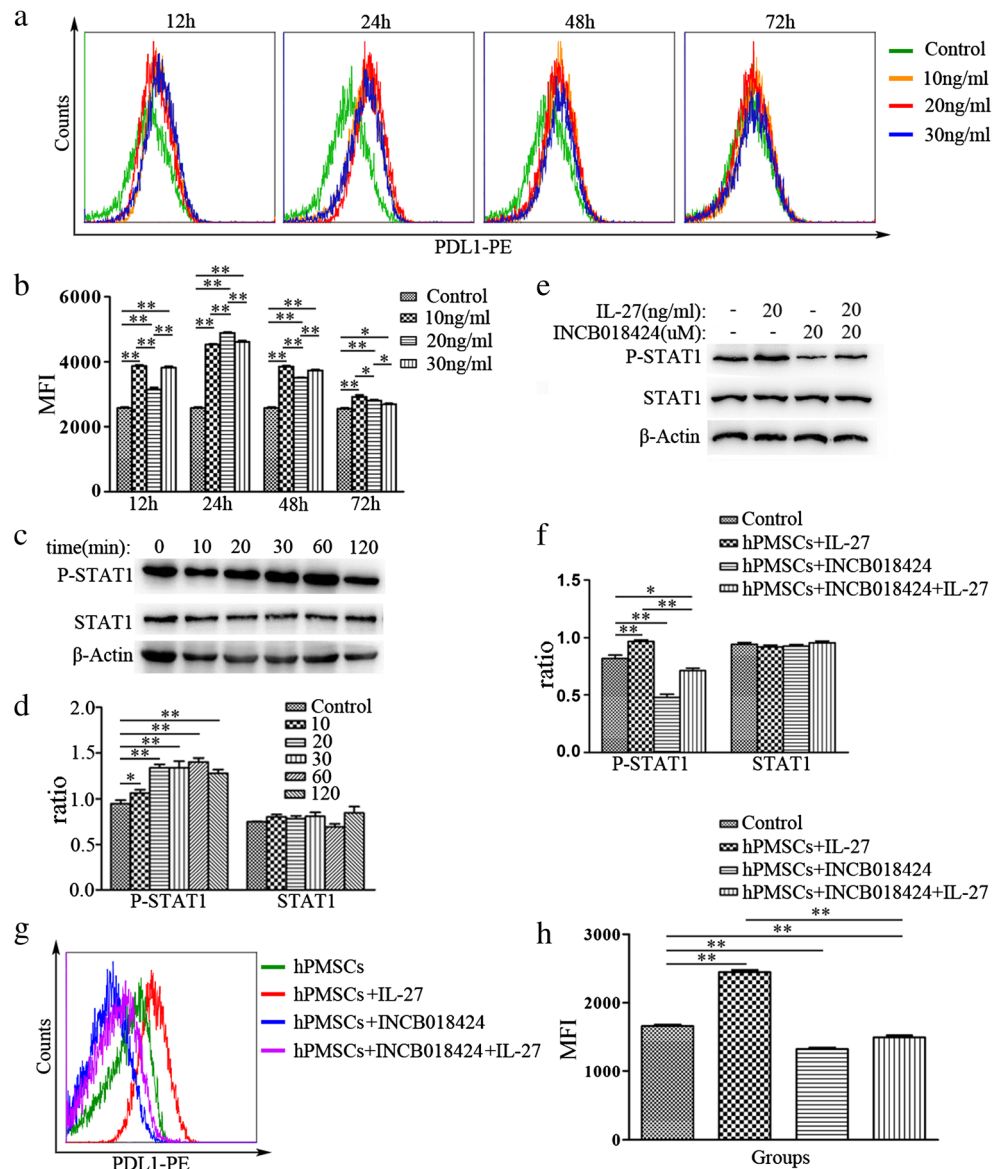 a
12h 24h 48h 72h
Counts
Control
10ng/ml
20ng/ml
30ng/ml
PDL1-PE
b
MFI
6000
4000
2000
0
** ** ** ** ** **
** ** ** ** ** **
** ** ** ** ** **
* ** * ** * **
12h 24h 48h 72h
Control
10ng/ml
20ng/ml
30ng/ml
c
time(min): 0 10 20 30 60 120
P-STAT1
STAT1
β-Actin
d
ratio
2.0
1.5
1.0
0.5
0.0
**
**
**
**
*
P-STAT1 STAT1
Control
10
20
30
60
120
e
IL-27(ng/ml): - 20 - 20
INCB018424(uM): - - 20 20
P-STAT1
STAT1
β-Actin
f
Control
hPMSCs+IL-27
hPMSCs+INCB018424
hPMSCs+INCB018424+IL-27
ratio
1.5
1.0
0.5
0.0
*
**
**
**
P-STAT1 STAT1
g
Counts
PDL1-PE
hPMSCs
hPMSCs+IL-27
hPMSCs+INCB018424
hPMSCs+INCB018424+IL-27
h
Control
hPMSCs+IL-27
hPMSCs+INCB018424
hPMSCs+INCB018424+IL-27
MFI
3000
2000
1000
0
**
**
**
**
Groups